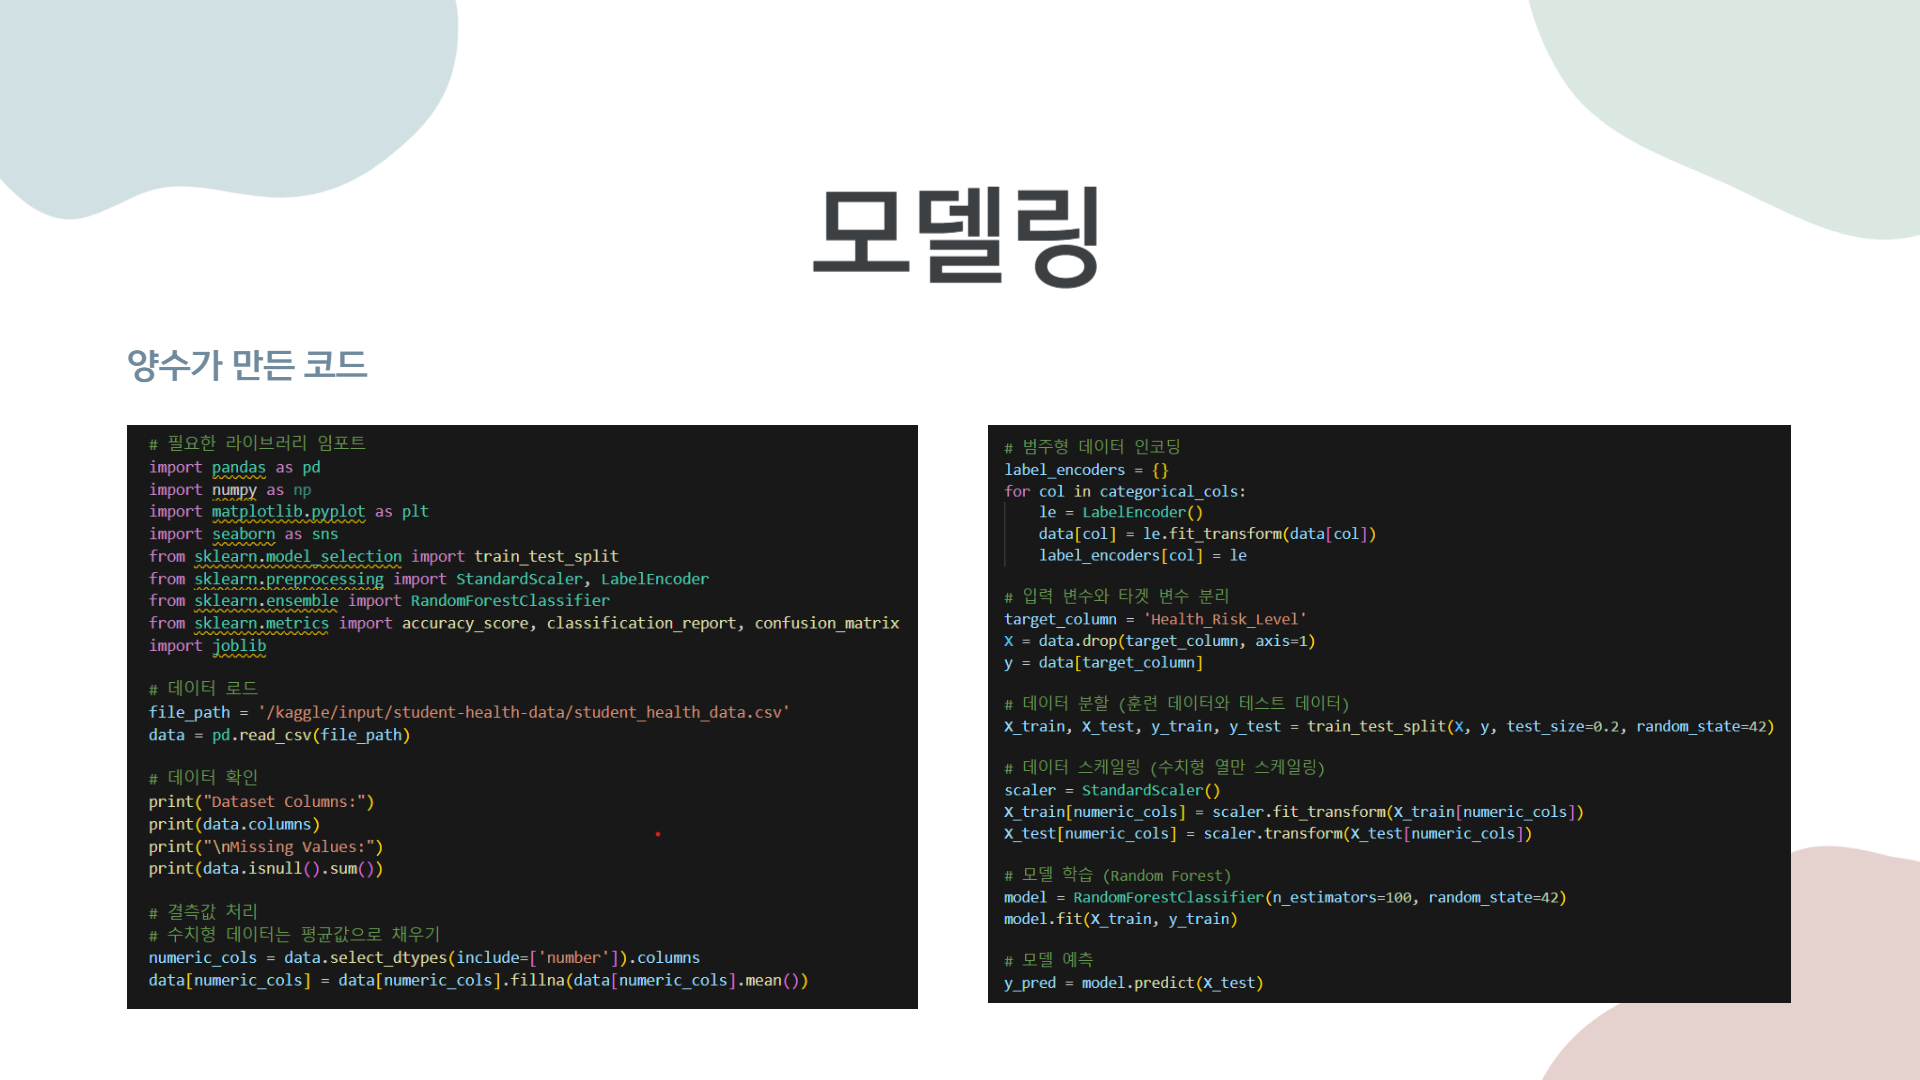 모델링
양수가 만든 코드
# 필요한 라이브러리 임포트
import pandas as pd
import numpy as np
import matplotlib.pyplot as plt
import seaborn as sns
from sklearn.model_selection import train_test_split
from sklearn.preprocessing import StandardScaler, LabelEncoder
from sklearn.ensemble import RandomForestClassifier
from sklearn.metrics import accuracy_score, classification_report, confusion_matrix
import joblib
# 데이터 로드
file_path = '/kaggle/input/student-health-data/student_health_data.csv'
data = pd.read_csv(file_path)
# 데이터 확인
print("Dataset Columns:")
print(data.columns)
print("\nMissing Values:")
print(data.isnull().sum())
# 결측값 처리
# 수치형 데이터는 평균값으로 채우기
numeric_cols = data.select_dtypes(include=['number']).columns
data[numeric_cols] = data[numeric_cols].fillna(data[numeric_cols].mean())
# 범주형 데이터 인코딩
label_encoders = {}
for col in categorical_cols:
    le = LabelEncoder()
    data[col] = le.fit_transform(data[col])
    label_encoders[col] = le
# 입력 변수와 타겟 변수 분리
target_column = 'Health_Risk_Level'
X = data.drop(target_column, axis=1)
y = data[target_column]
# 데이터 분할 (훈련 데이터와 테스트 데이터)
X_train, X_test, y_train, y_test = train_test_split(X, y, test_size=0.2, random_state=42)
# 데이터 스케일링 (수치형 열만 스케일링)
scaler = StandardScaler()
X_train[numeric_cols] = scaler.fit_transform(X_train[numeric_cols])
X_test[numeric_cols] = scaler.transform(X_test[numeric_cols])
# 모델 학습 (Random Forest)
model = RandomForestClassifier(n_estimators=100, random_state=42)
model.fit(X_train, y_train)
# 모델 예측
y_pred = model.predict(X_test)